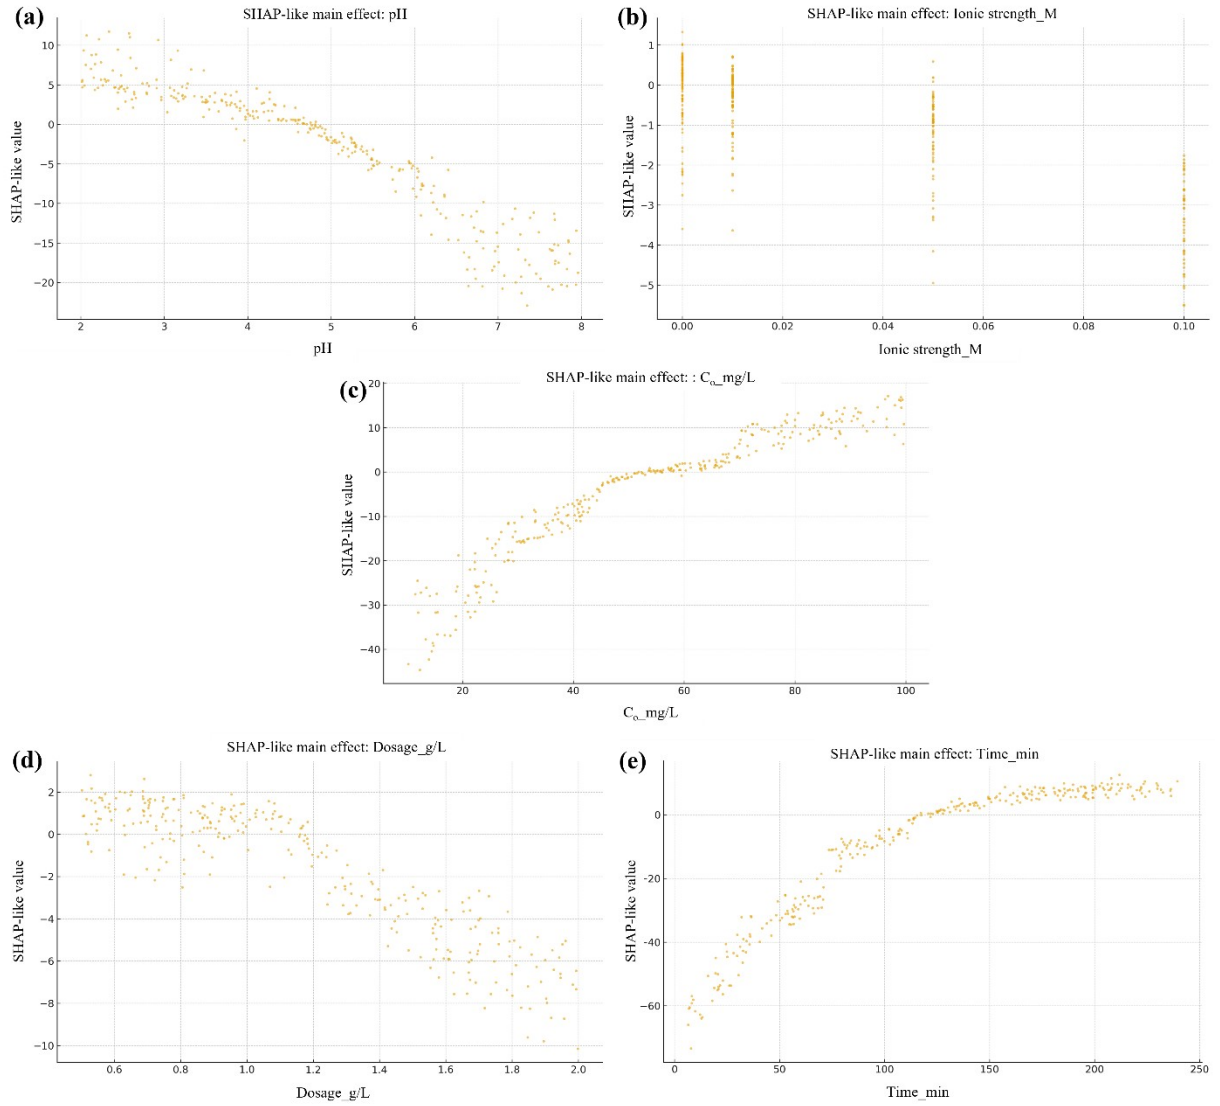 (a)
SHAP-like main effect: pH
SHAP-like value
10
5
0
−5
−10
−15
−20
2 3 4 5 6 7 8
pH
(b)
SHAP-like main effect: Ionic strength_M
SHAP-like value
1
0
−1
−2
−3
−4
−5
0.00 0.02 0.04 0.06 0.08 0.10
Ionic strength_M
(c)
SHAP-like main effect: : C₀_mg/L
SHAP-like value
20
10
0
−10
−20
−30
−40
20 40 60 80 100
C₀_mg/L
(d)
SHAP-like main effect: Dosage_g/L
SHAP-like value
2
0
−2
−4
−6
−8
−10
0.6 0.8 1.0 1.2 1.4 1.6 1.8 2.0
Dosage_g/L
(e)
SHAP-like main effect: Time_min
SHAP-like value
0
−20
−40
−60
0 50 100 150 200 250
Time_min